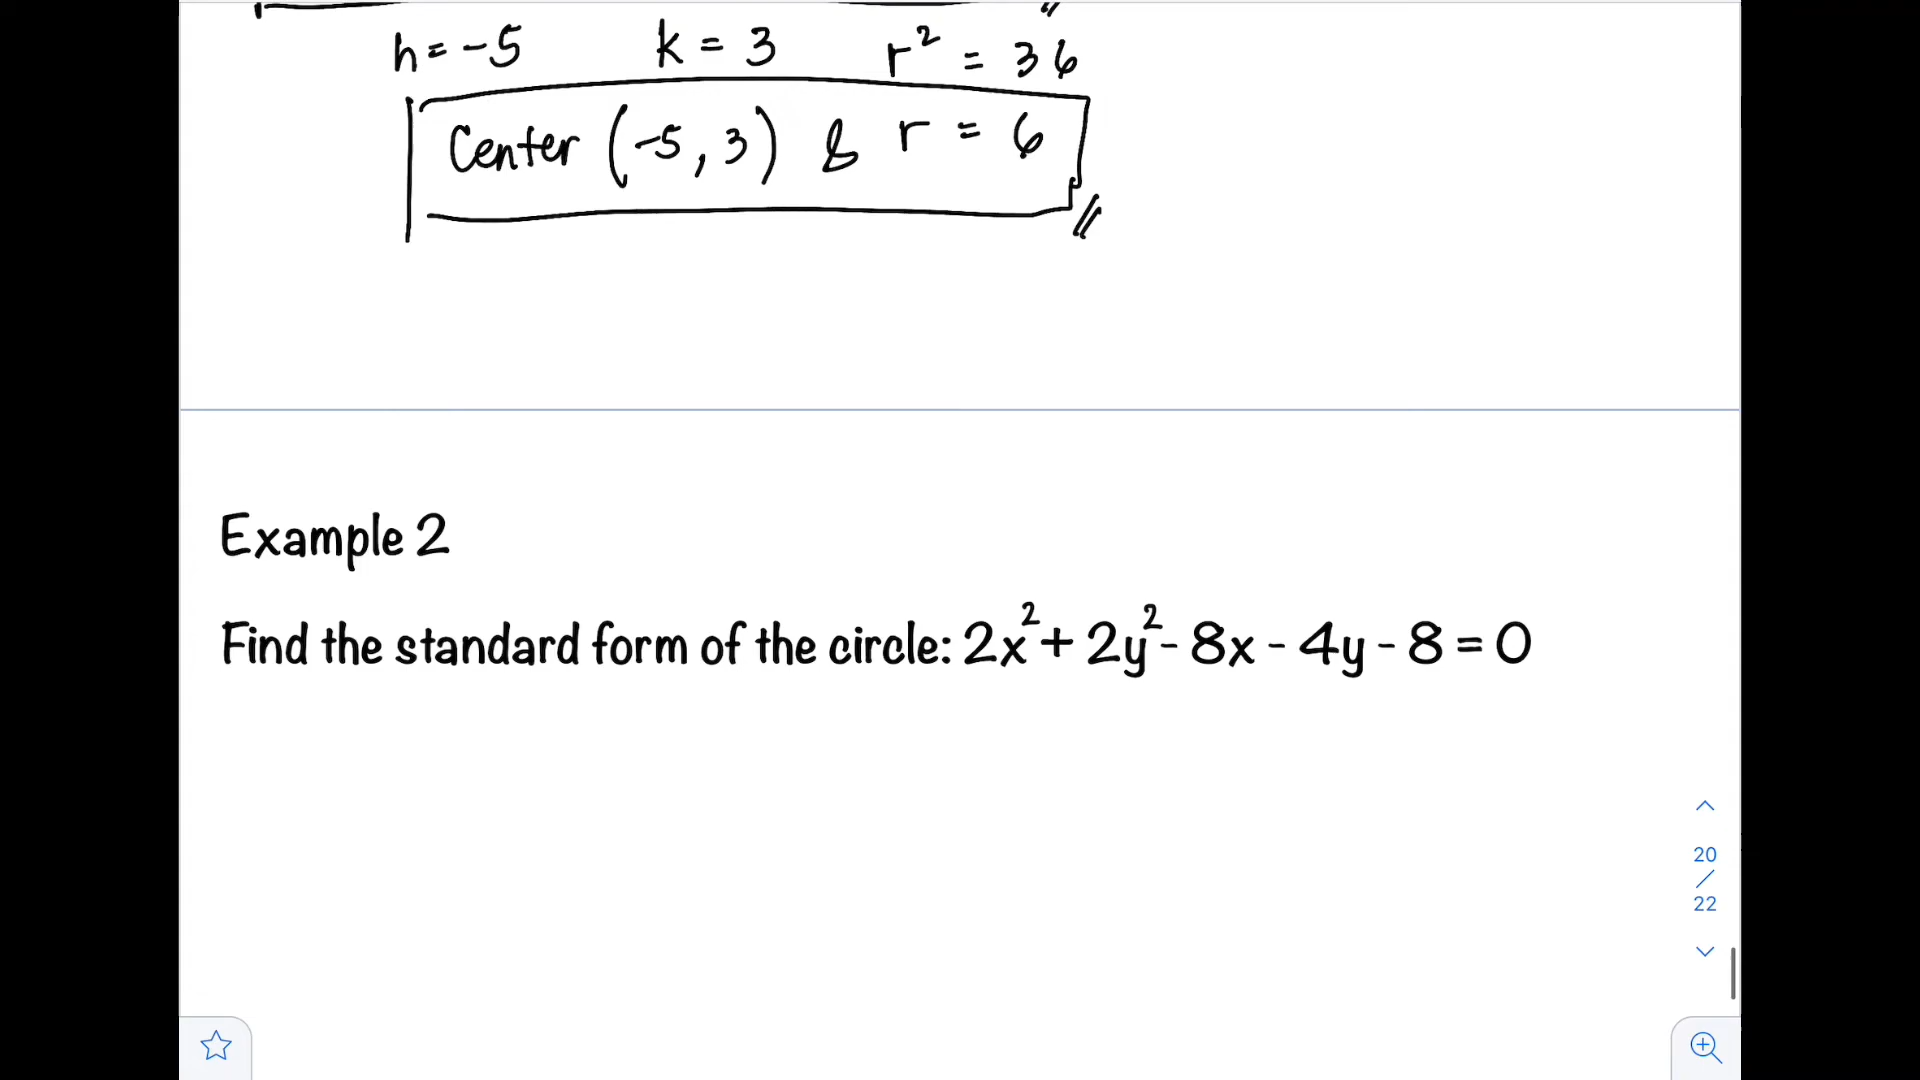 h = -5 k = 3 r² = 36
Center (-5, 3) & r = 6
Example 2
Find the standard form of the circle: 2x² + 2y² - 8x - 4y - 8 = 0
20
/
22